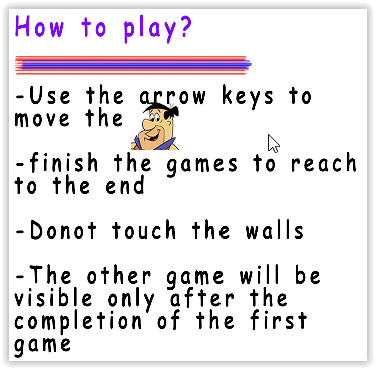 How to play?
-Use the arrow keys to
move the
-finish the games to reach
to the end
-Donot touch the walls
-The other game will be
visible only after the
completion of the first
game